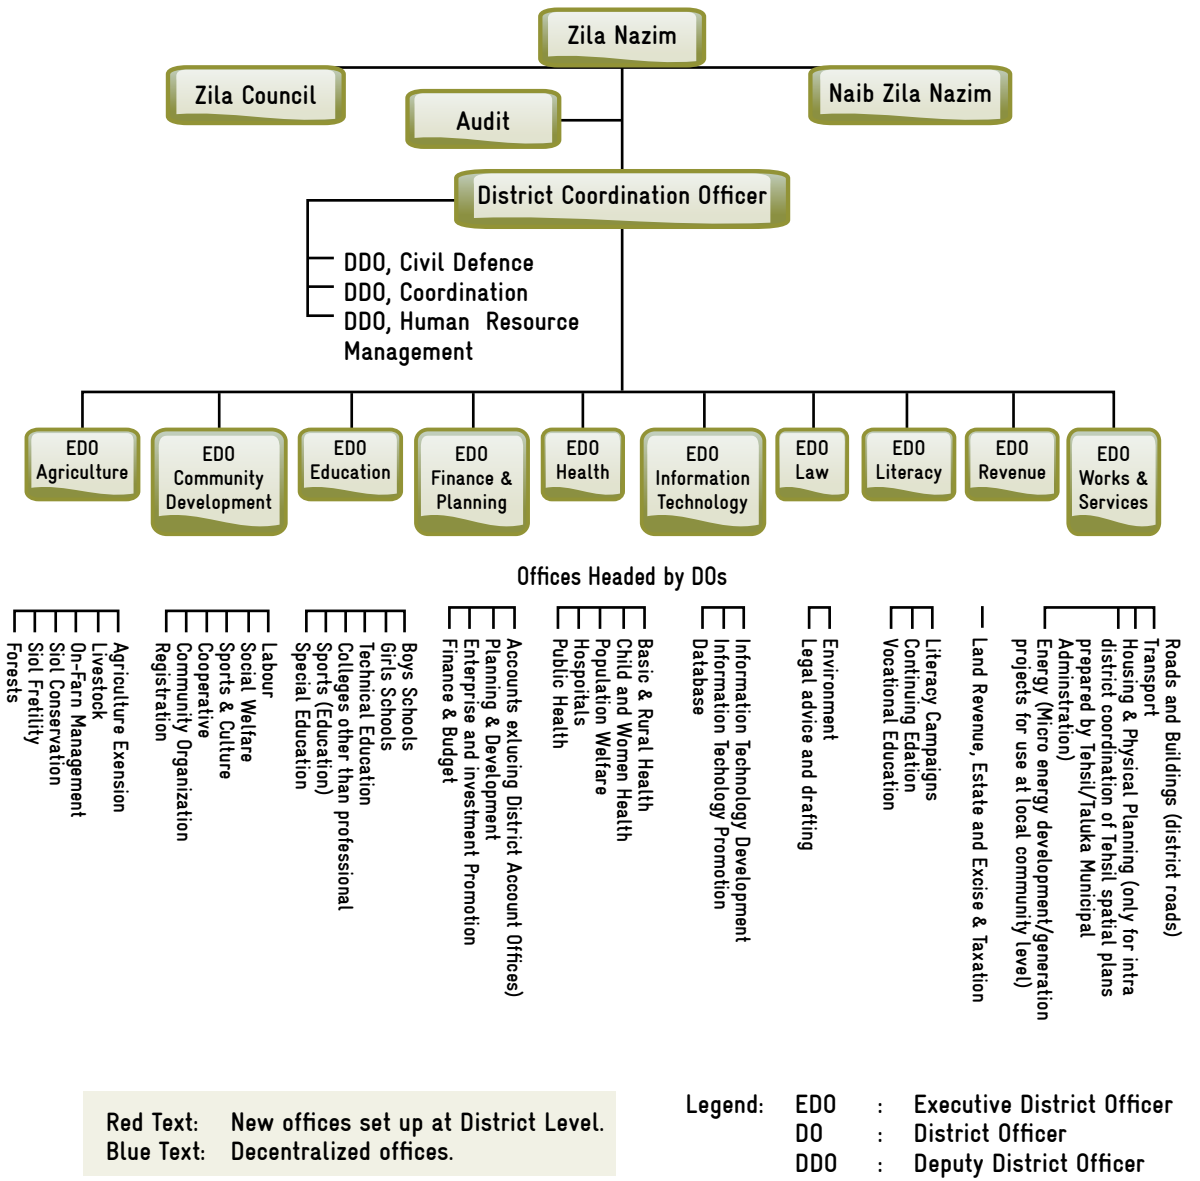 Zila Nazim
Zila Council
Naib Zila Nazim
Audit
District Coordination Officer
DDO, Civil Defence
DDO, Coordination
DDO, Human Resource
Management
EDO
Agriculture
EDO
Community
Development
EDO
Education
EDO
Finance &
Planning
EDO
Health
EDO
Information
Technology
EDO
Law
EDO
Literacy
EDO
Revenue
EDO
Works &
Services
Offices Headed by DOs
Agriculture Exension
Livestock
On-Farn Management
Siol Conservation
Siol Fretility
Forests
Labour
Social Welfare
Sports & Culture
Cooperative
Community Organization
Registration
Boys Schools
Girls Schools
Technical Education
Colleges other than professional
Sports (Education)
Special Education
Accounts exlucing District Account Offices)
Planning & Development
Enterprise and investment Promotion
Finance & Budget
Basic & Rural Health
Child and Women Health
Population Welfare
Hospoitals
Public Health
Information Technology Development
Information Techology Promotion
Database
Environment
Legal advice and drafting
Literacy Campaigns
Continuing Edation
Vocational Education
Land Revenue, Estate and Excise & Taxation
Roads and Buildings (district roads)
Transport
Housing & Physical Planning (only for intra
district coordination of Tehsil spatial plans
prepared by Tehsil/Taluka Municipal
Adminstration)
Energy (Micro energy development/generation
projects for use at local community level)
Red Text: New offices set up at District Level.
Blue Text: Decentralized offices.
Legend: EDO : Executive District Officer
DO : District Officer
DDO : Deputy District Officer